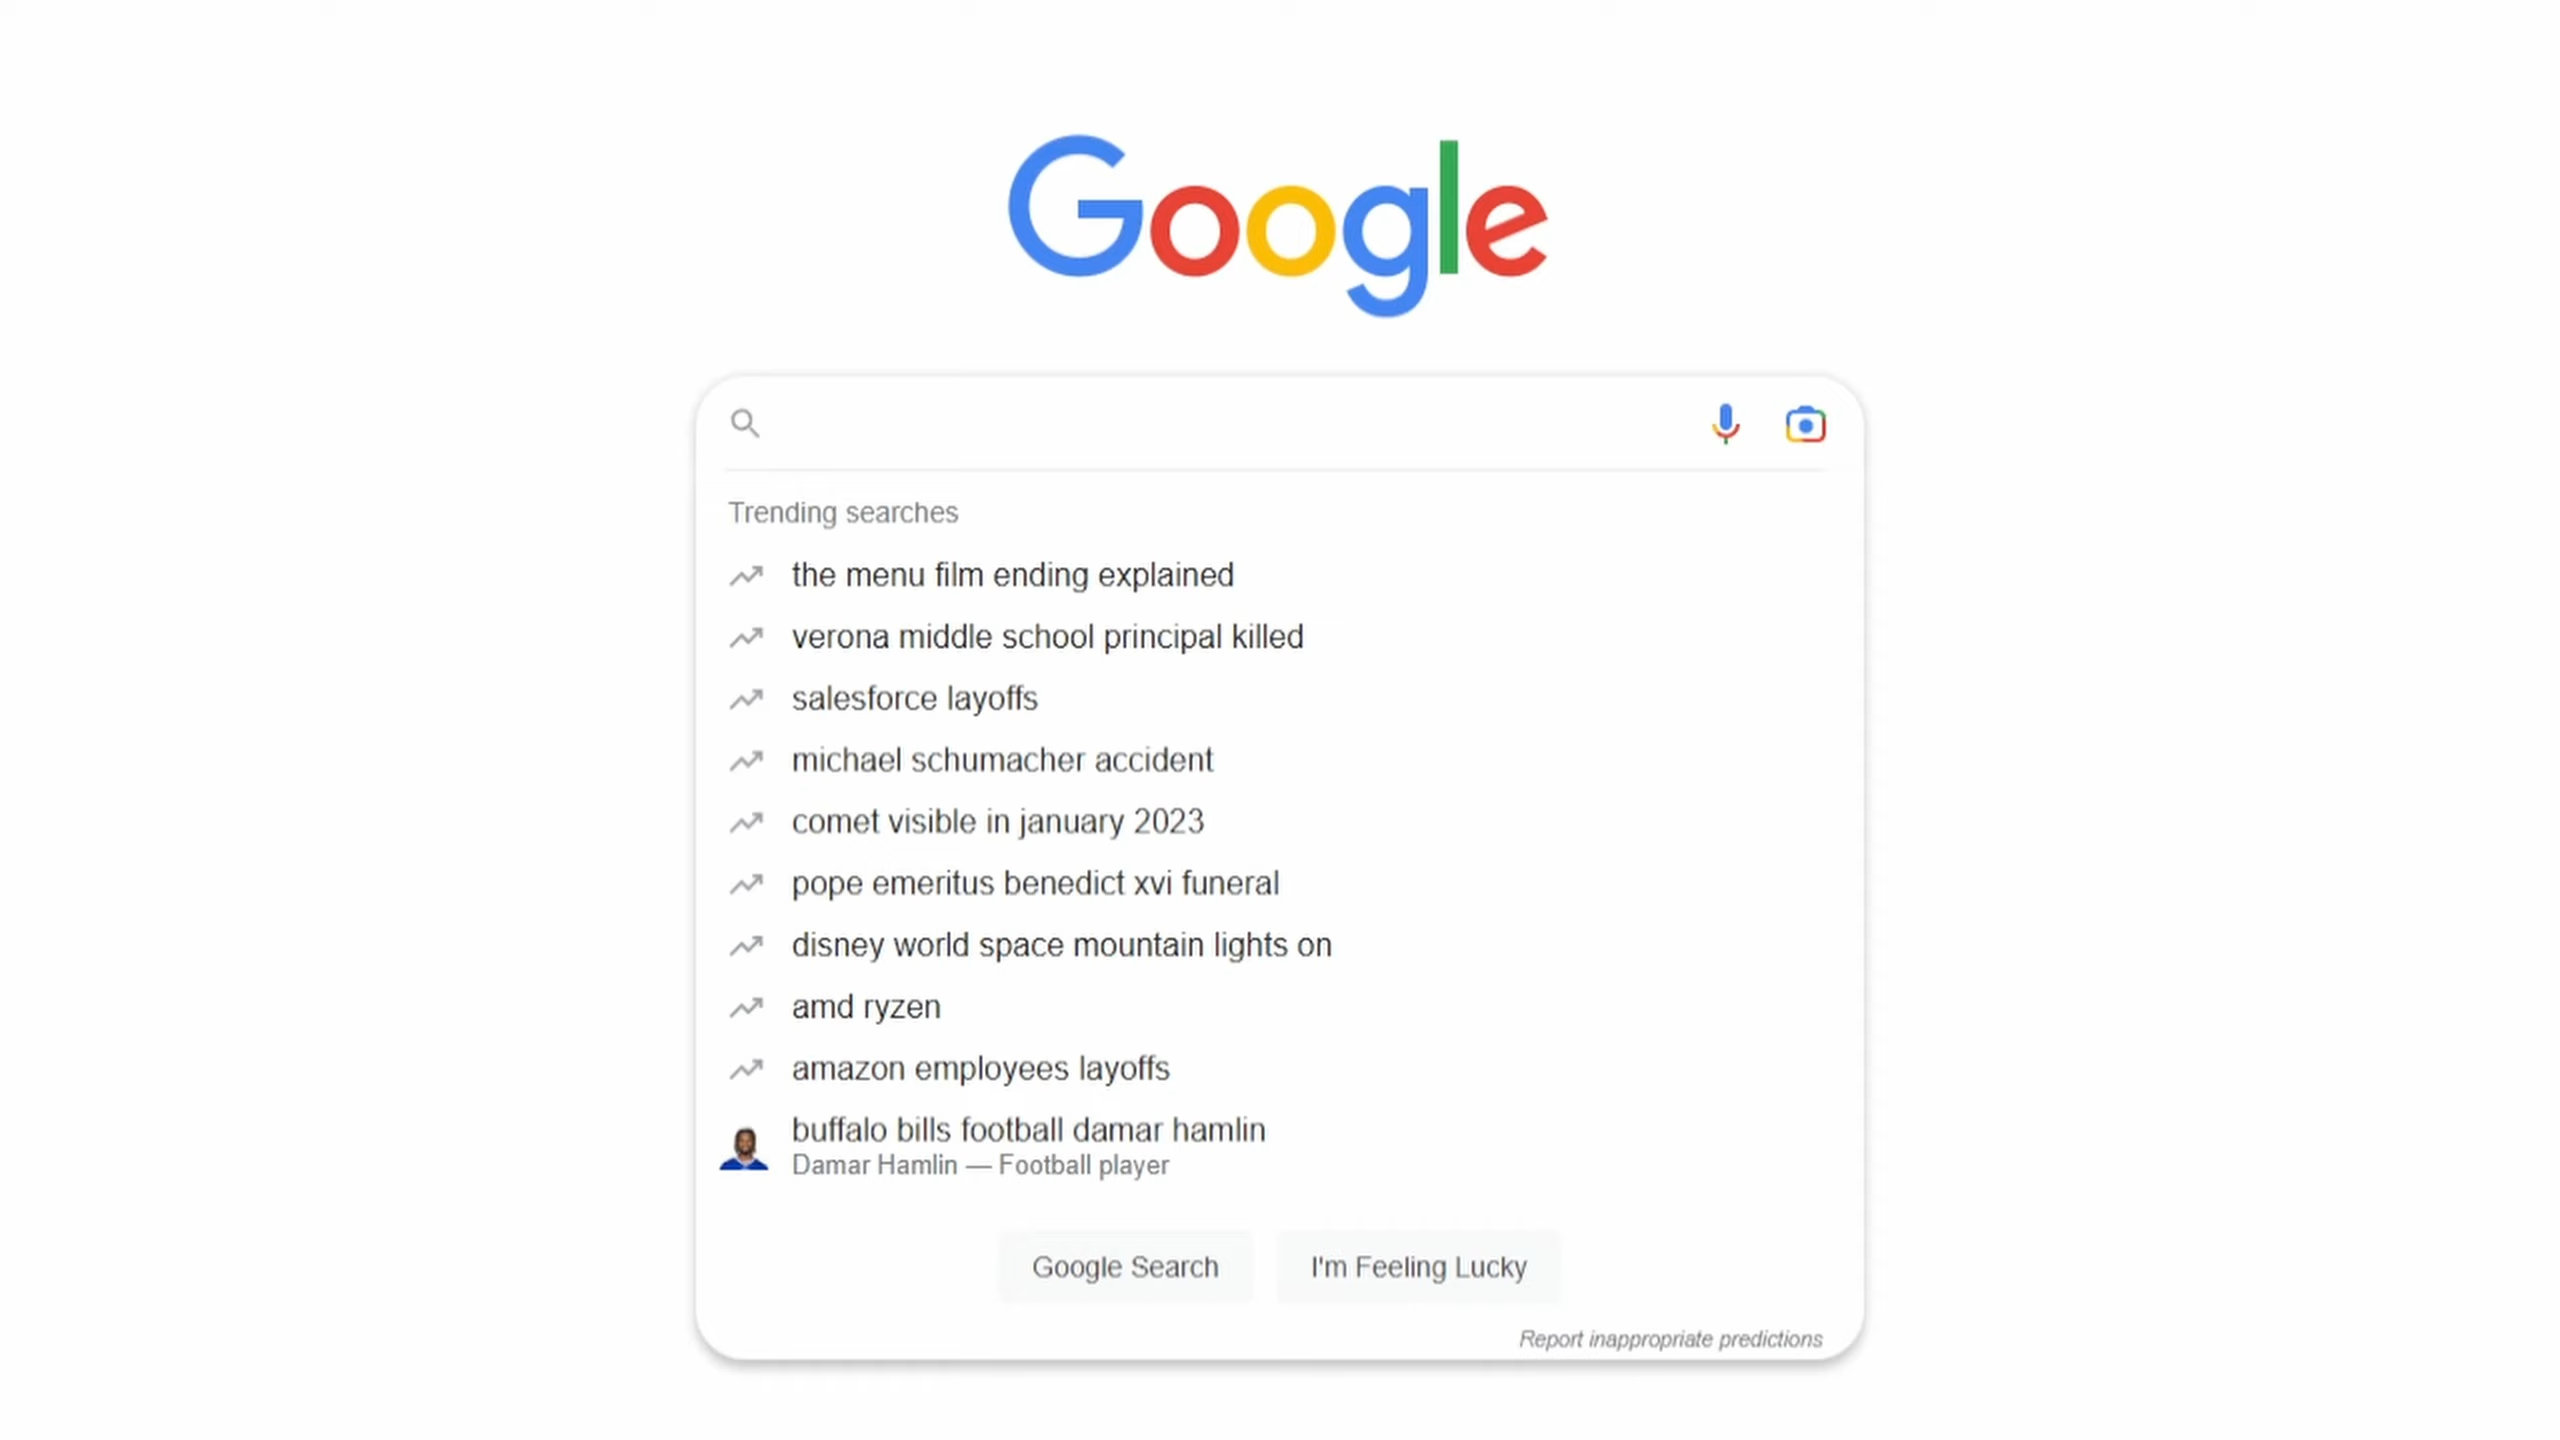 Google
Trending searches
the menu film ending explained
verona middle school principal killed
salesforce layoffs
michael schumacher accident
comet visible in january 2023
pope emeritus benedict xvi funeral
disney world space mountain lights on
amd ryzen
amazon employees layoffs
buffalo bills football damar hamlin
Damar Hamlin — Football player
Google Search
I'm Feeling Lucky
Report inappropriate predictions